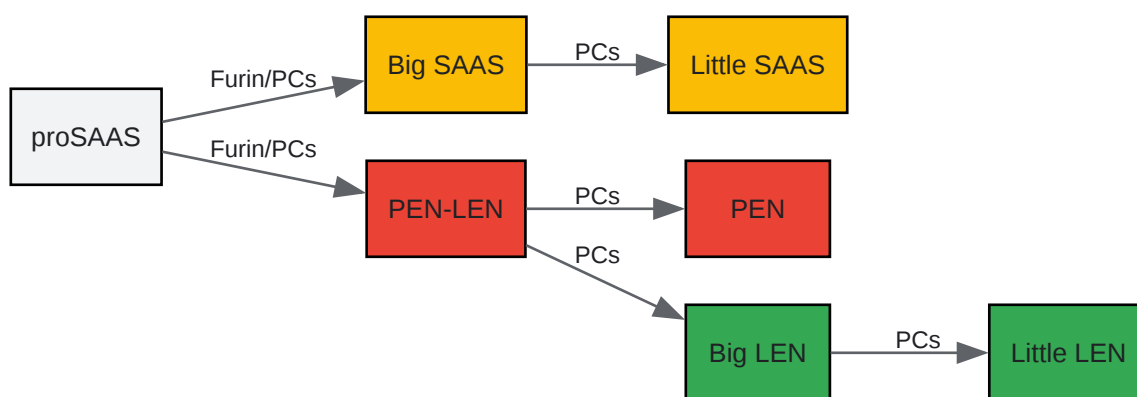 Big SAAS
PCs
Little SAAS
Furin/PCs
proSAAS
Furin/PCs
PEN-LEN
PCs
PEN
PCs
Big LEN
PCs
Little LEN